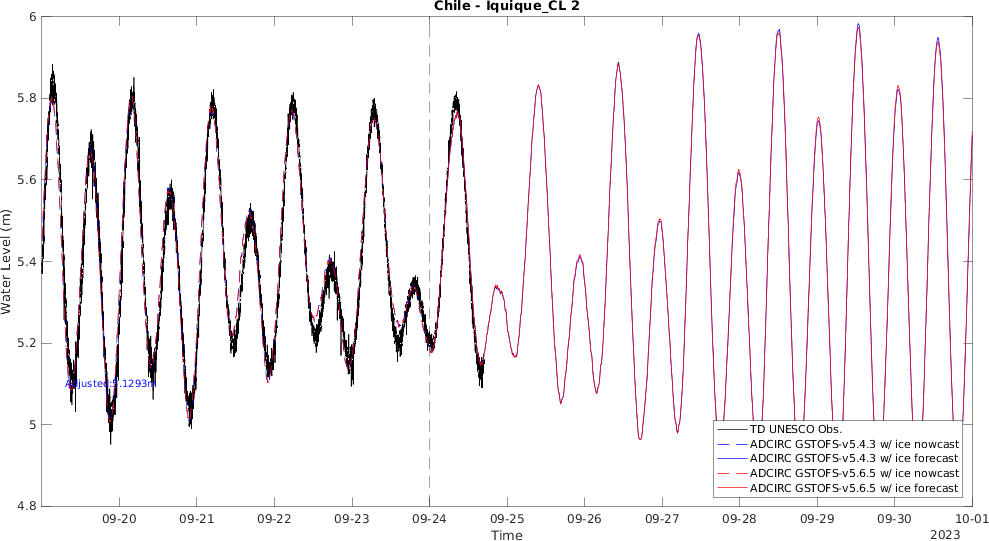 Chile - Iquique_CL 2
6
5.8
5.6
5.4
5.2
5
4.8
Water Level (m)
Adjusted:5.1293m
TD UNESCO Obs.
ADCIRC GSTOFS-v5.4.3 w/ ice nowcast
ADCIRC GSTOFS-v5.4.3 w/ ice forecast
ADCIRC GSTOFS-v5.6.5 w/ ice nowcast
ADCIRC GSTOFS-v5.6.5 w/ ice forecast
09-20 09-21 09-22 09-23 09-24 09-25 09-26 09-27 09-28 09-29 09-30 10-01
Time
2023